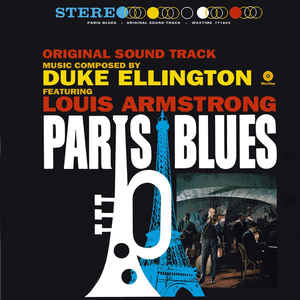 STEREO
PARIS BLUES • ORIGINAL SOUND TRACK • WAXTIME 771803
ORIGINAL SOUND TRACK
MUSIC COMPOSED BY
DUKE ELLINGTON
FEATURING
LOUIS ARMSTRONG
PARIS BLUES